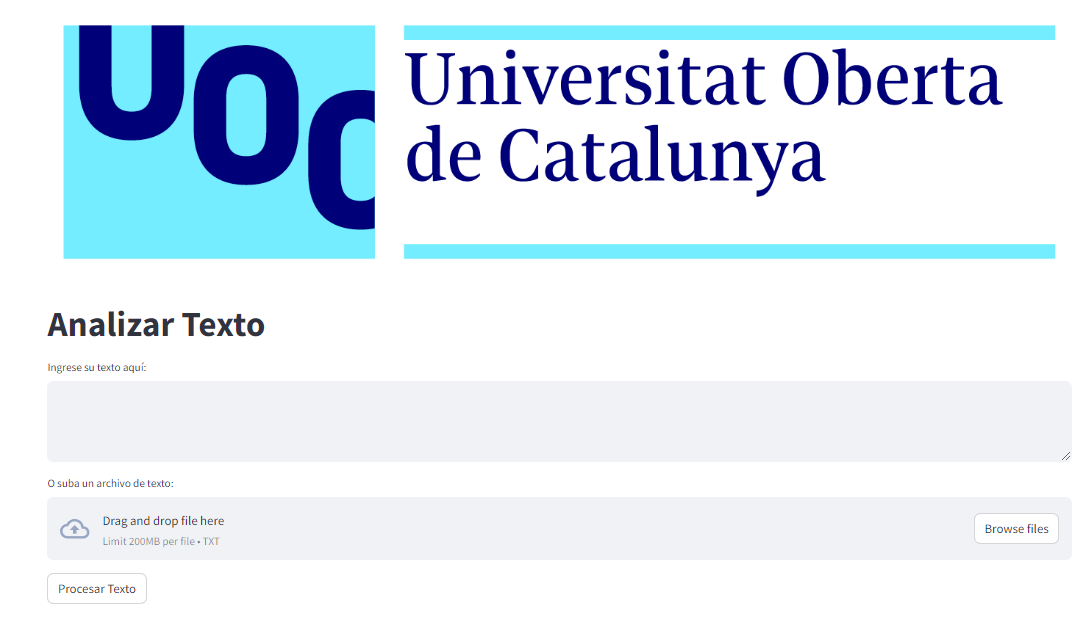 UOC
Universitat Oberta
de Catalunya
Analizar Texto
Ingrese su texto aquí:
O suba un archivo de texto:
Drag and drop file here
Limit 200MB per file • TXT
Browse files
Procesar Texto